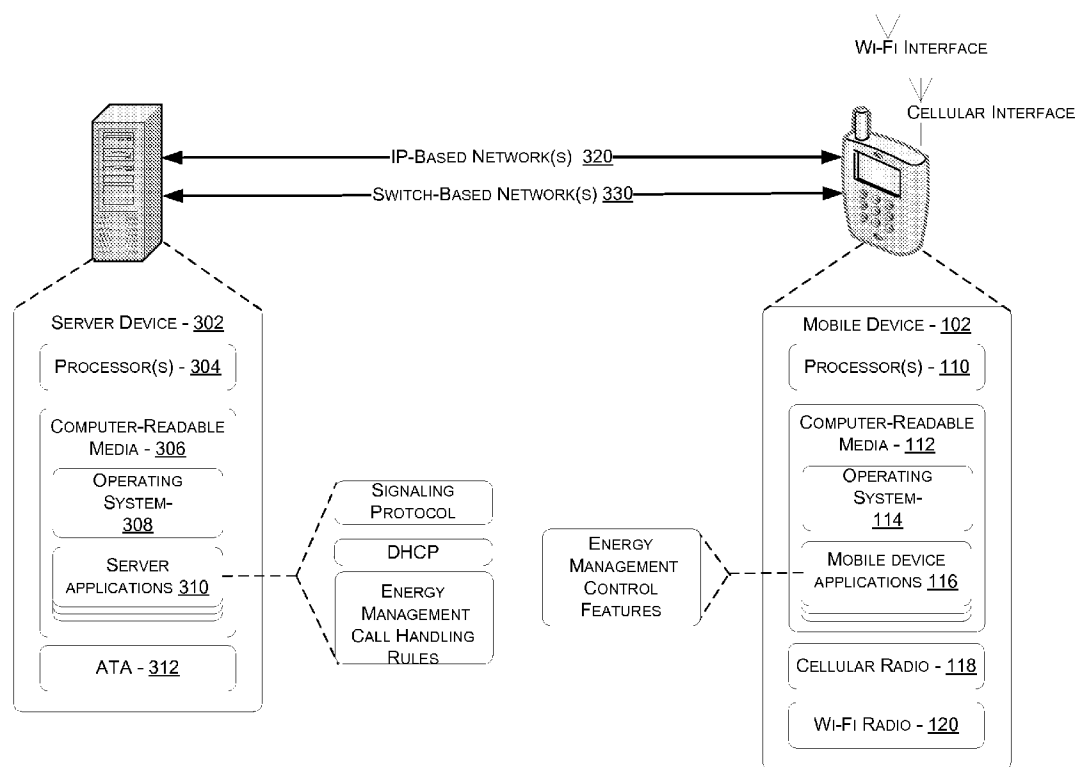 WI-FI INTERFACE
CELLULAR INTERFACE
IP-BASED NETWORK(S) 320
SWITCH-BASED NETWORK(S) 330
SERVER DEVICE - 302
PROCESSOR(S) - 304
COMPUTER-READABLE
MEDIA - 306
OPERATING
SYSTEM-
308
SERVER
APPLICATIONS 310
ATA - 312
SIGNALING
PROTOCOL
DHCP
ENERGY
MANAGEMENT
CALL HANDLING
RULES
ENERGY
MANAGEMENT
CONTROL
FEATURES
MOBILE DEVICE - 102
PROCESSOR(S) - 110
COMPUTER-READABLE
MEDIA - 112
OPERATING
SYSTEM-
114
MOBILE DEVICE
APPLICATIONS 116
CELLULAR RADIO - 118
WI-FI RADIO - 120